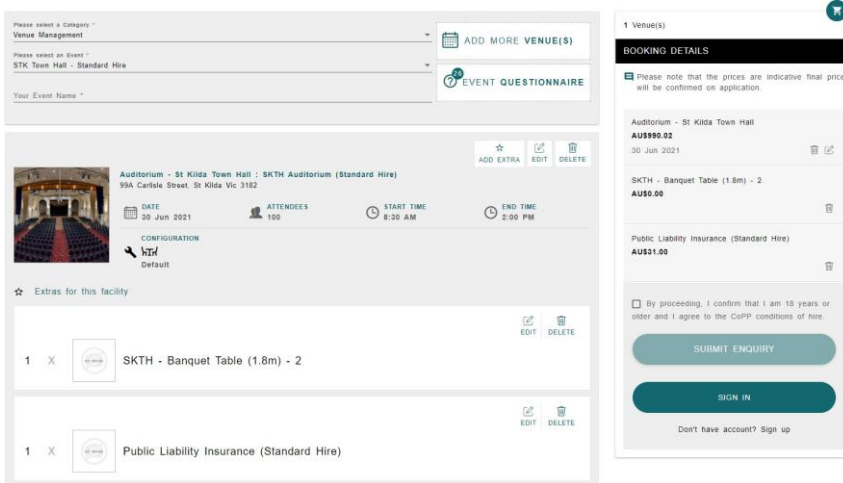 Please select a Category *
Venue Management
Please select an Event *
STK Town Hall - Standard Hire
Your Event Name *
ADD MORE VENUE(S)
26
EVENT QUESTIONNAIRE
ADD EXTRA EDIT DELETE
Auditorium - St Kilda Town Hall : SKTH Auditorium (Standard Hire)
99A Carlisle Street, St Kilda Vic 3182
DATE
30 Jun 2021
ATTENDEES
100
START TIME
8:30 AM
END TIME
2:00 PM
CONFIGURATION
Default
Extras for this facility
EDIT DELETE
1 X SKTH - Banquet Table (1.8m) - 2
EDIT DELETE
1 X Public Liability Insurance (Standard Hire)
1 Venue(s)
BOOKING DETAILS
Please note that the prices are indicative final price
will be confirmed on application.
Auditorium - St Kilda Town Hall
AU$990.02
30 Jun 2021
SKTH - Banquet Table (1.8m) - 2
AU$0.00
Public Liability Insurance (Standard Hire)
AU$31.00
By proceeding, I confirm that I am 18 years or
older and I agree to the CoPP conditions of hire.
SUBMIT ENQUIRY
SIGN IN
Don't have account? Sign up